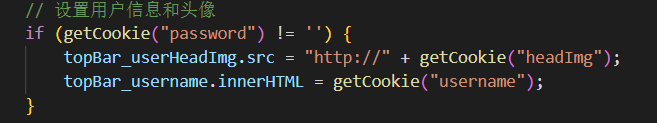 // 设置用户信息和头像
if (getCookie("password") != '') {
topBar_userHeadImg.src = "http://" + getCookie("headImg");
topBar_username.innerHTML = getCookie("username");
}